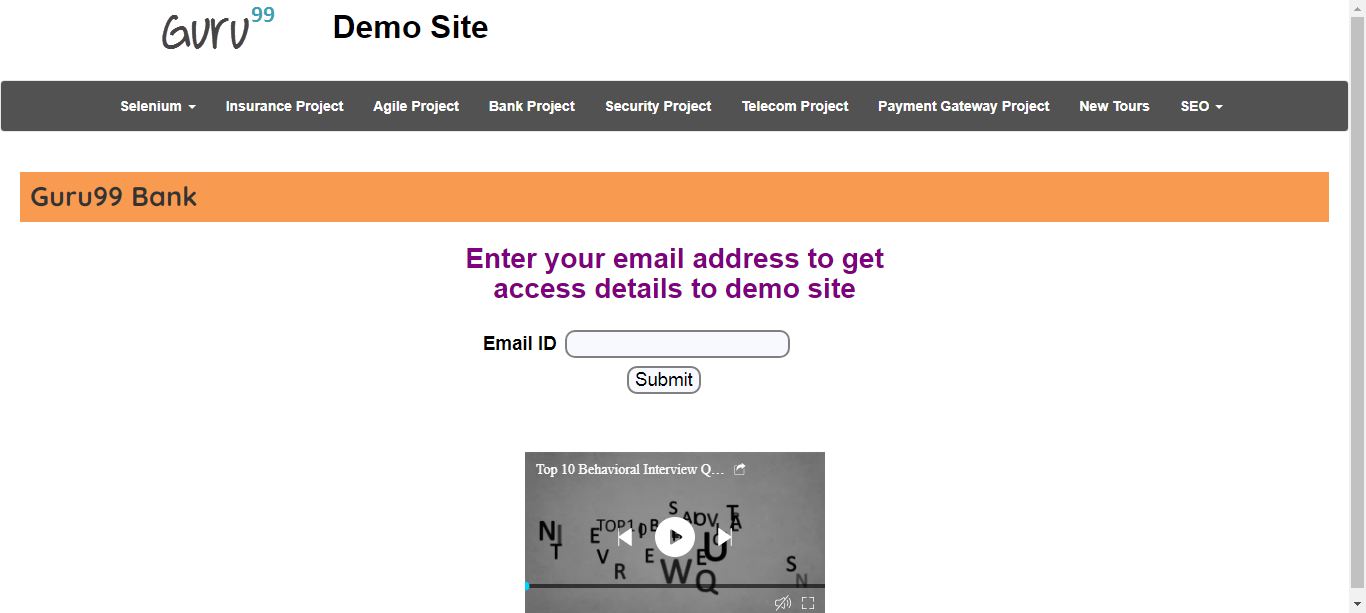 Guru99 Demo Site
Selenium Insurance Project Agile Project Bank Project Security Project Telecom Project Payment Gateway Project New Tours SEO
Guru99 Bank
Enter your email address to get
access details to demo site
Email ID
Submit
Top 10 Behavioral Interview Q...